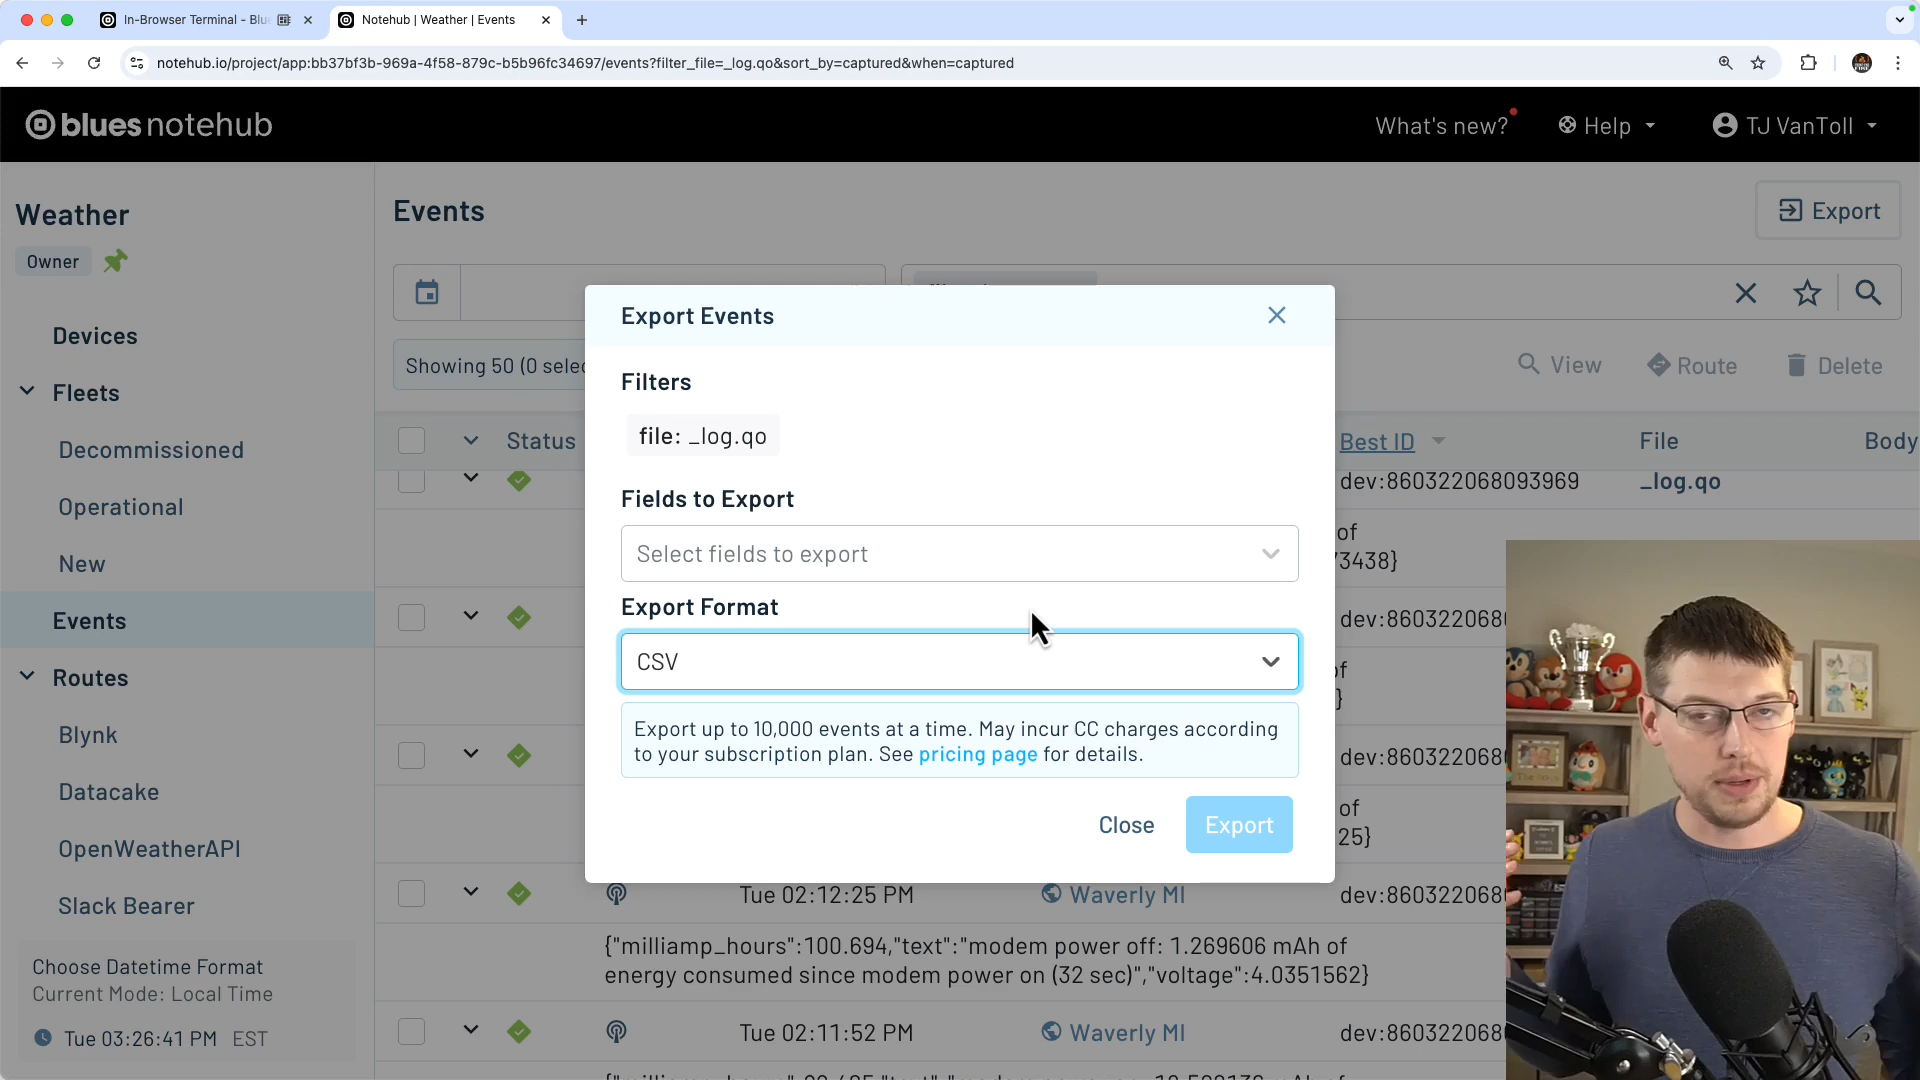 In-Browser Terminal - Blu
Notehub | Weather | Events
notehub.io/project/app:bb37bf3b-969a-4f58-879c-b5b96fc34697/events?filter_file=_log.qo&sort_by=captured&when=captured
blues notehub
What's new?
Help
TJ VanToll
Weather
Owner
Devices
Fleets
Decommissioned
Operational
New
Events
Routes
Blynk
Datacake
OpenWeatherAPI
Slack Bearer
Choose Datetime Format
Current Mode: Local Time
Tue 03:26:41 PM EST
Events
Export
Showing 50 (0 selec
View
Route
Delete
Status
Best ID
File
Body
dev:860322068093969
_log.qo
of
73438}
dev:8603220680
of
}
dev:8603220680
of
25}
Export Events
Filters
file: _log.qo
Fields to Export
Select fields to export
Export Format
CSV
Export up to 10,000 events at a time. May incur CC charges according
to your subscription plan. See pricing page for details.
Close
Export
Tue 02:12:25 PM
Waverly MI
dev:8603220680
{"milliamp_hours":100.694,"text":"modem power off: 1.269606 mAh of
energy consumed since modem power on (32 sec)","voltage":4.0351562}
Tue 02:11:52 PM
Waverly MI
dev:8603220680